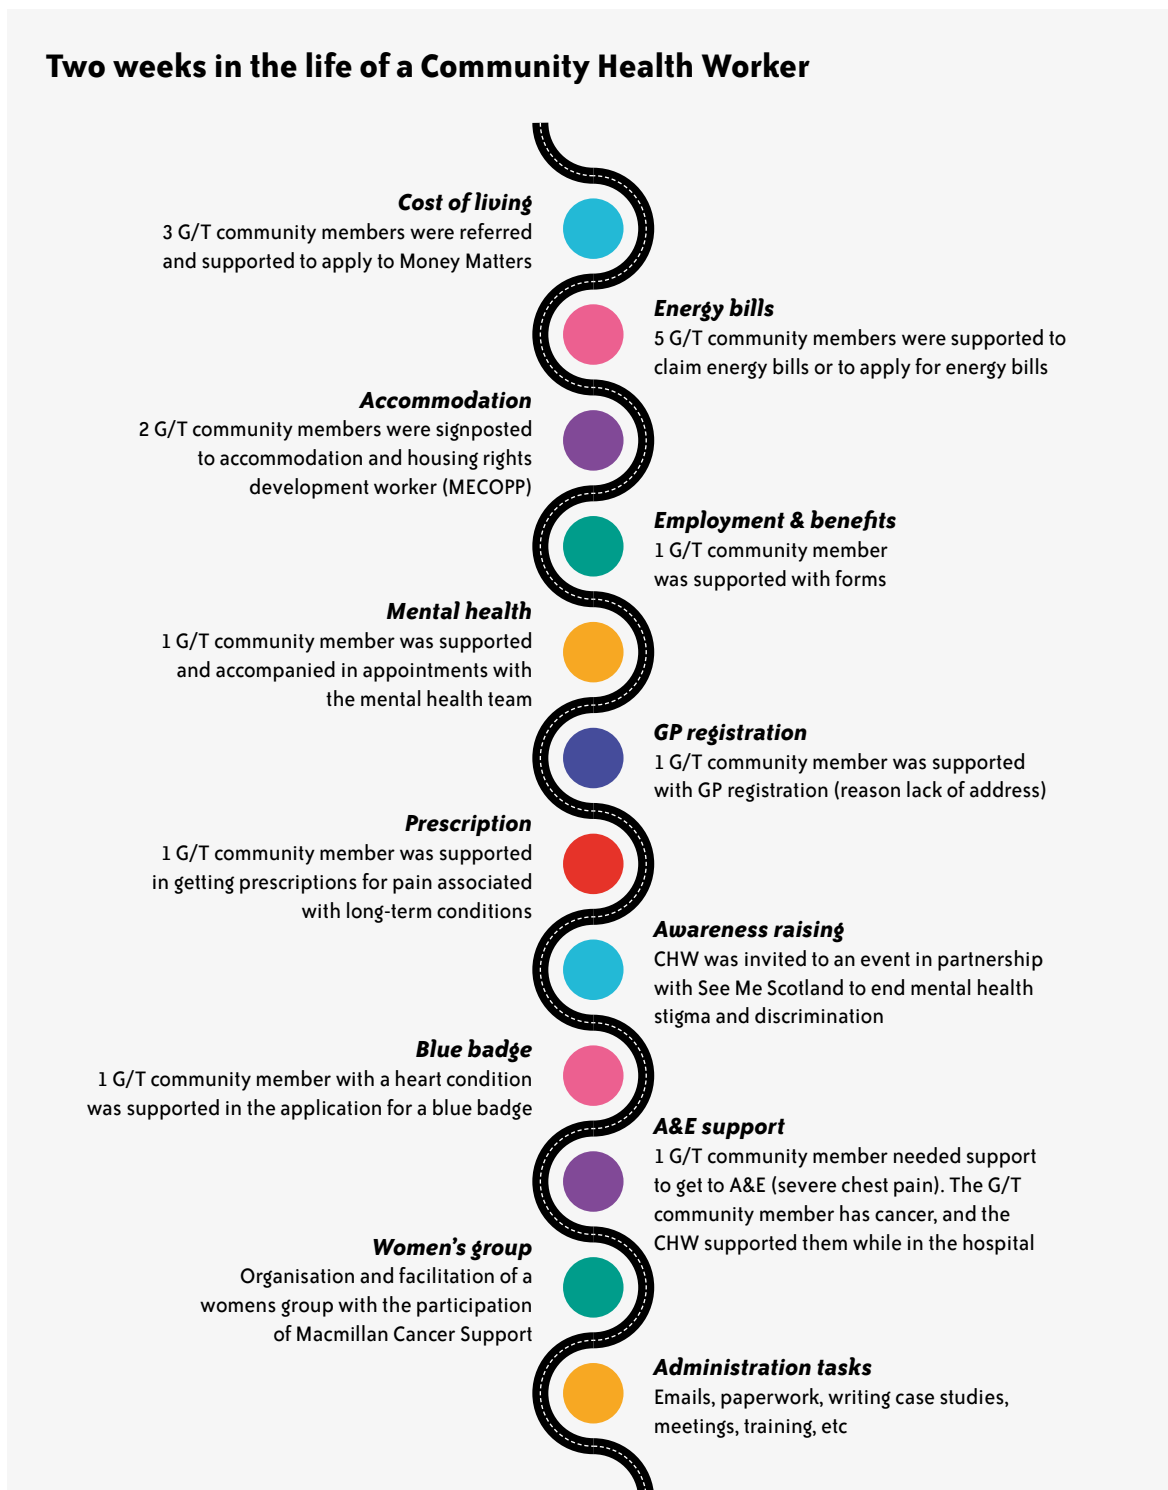 Two weeks in the life of a Community Health Worker
Cost of living
3 G/T community members were referred
and supported to apply to Money Matters
Energy bills
5 G/T community members were supported to
claim energy bills or to apply for energy bills
Accommodation
2 G/T community members were signposted
to accommodation and housing rights
development worker (MECOPP)
Employment & benefits
1 G/T community member
was supported with forms
Mental health
1 G/T community member was supported
and accompanied in appointments with
the mental health team
GP registration
1 G/T community member was supported
with GP registration (reason lack of address)
Prescription
1 G/T community member was supported
in getting prescriptions for pain associated
with long-term conditions
Awareness raising
CHW was invited to an event in partnership
with See Me Scotland to end mental health
stigma and discrimination
Blue badge
1 G/T community member with a heart condition
was supported in the application for a blue badge
A&E support
1 G/T community member needed support
to get to A&E (severe chest pain). The G/T
community member has cancer, and the
CHW supported them while in the hospital
Women's group
Organisation and facilitation of a
womens group with the participation
of Macmillan Cancer Support
Administration tasks
Emails, paperwork, writing case studies,
meetings, training, etc